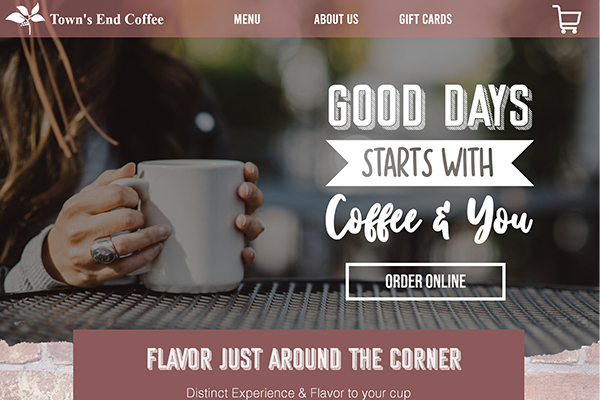 Town's End Coffee
MENU
ABOUT US
GIFT CARDS
GOOD DAYS
STARTS WITH
Coffee & You
ORDER ONLINE
FLAVOR JUST AROUND THE CORNER
Distinct Experience & Flavor to your cup